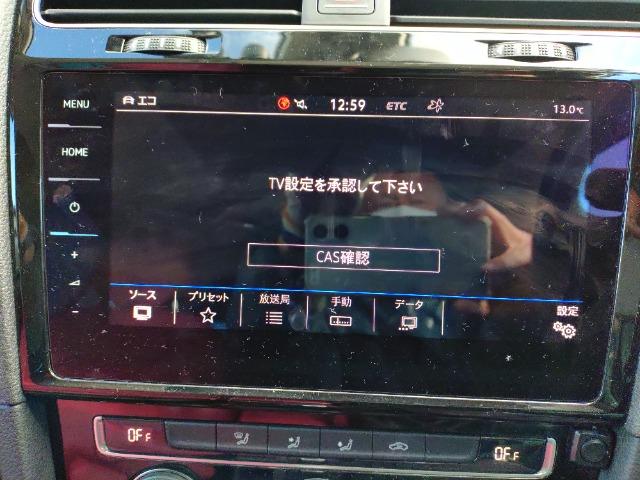 MENU
エコ
12:59
ETC
13.0℃
HOME
TV設定を承認して下さい
CAS確認
ソース
プリセット
放送局
手動
データ
設定
OFF
OFF